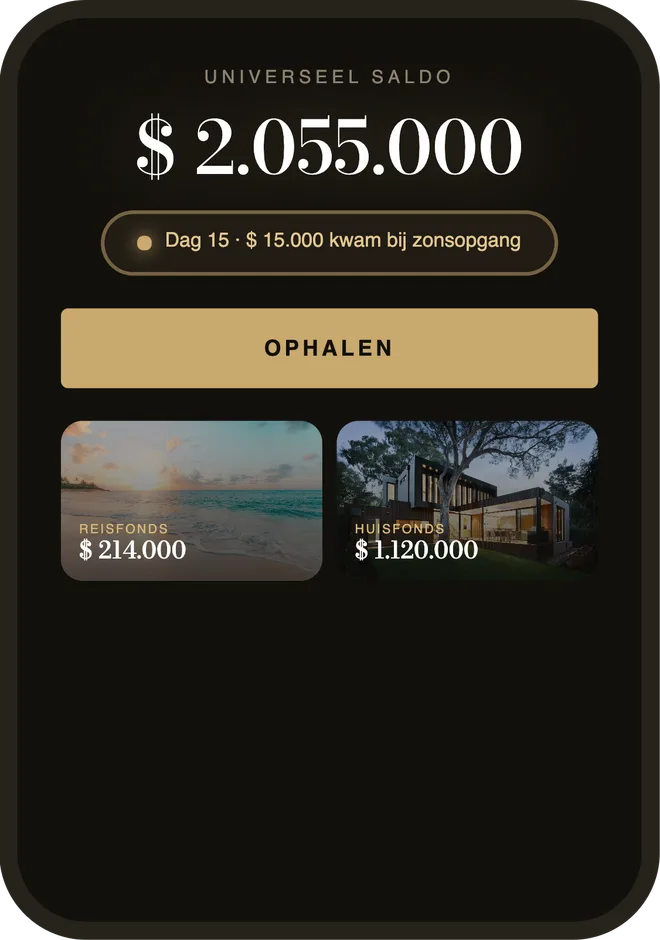 UNIVERSEEL SALDO
$ 2.055.000
Dag 15 · $ 15.000 kwam bij zonsopgang
OPHALEN
REISFONDS
$ 214.000
HUISFONDS
$ 1.120.000